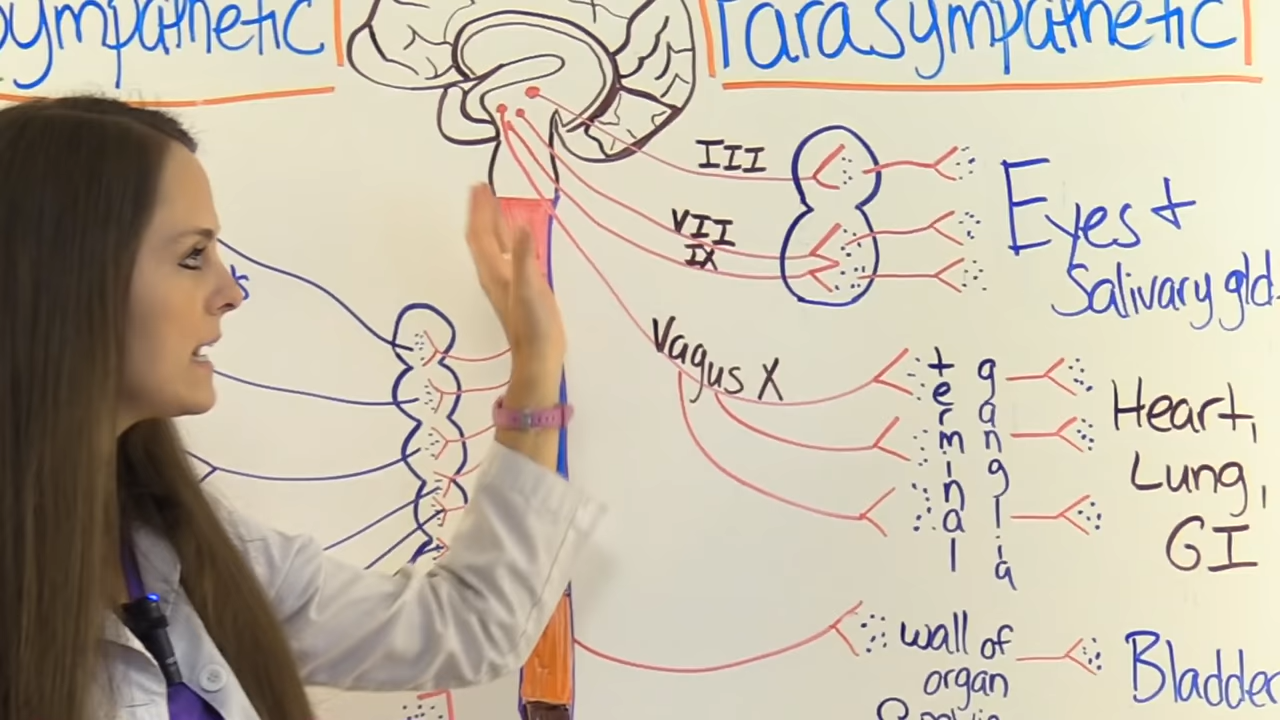 Sympathetic
Parasympathetic
III
VII
IX
Eyes +
Salivary gld.
Vagus X
terminal
ganglia
Heart,
Lung,
GI
wall of
organ
Bladder